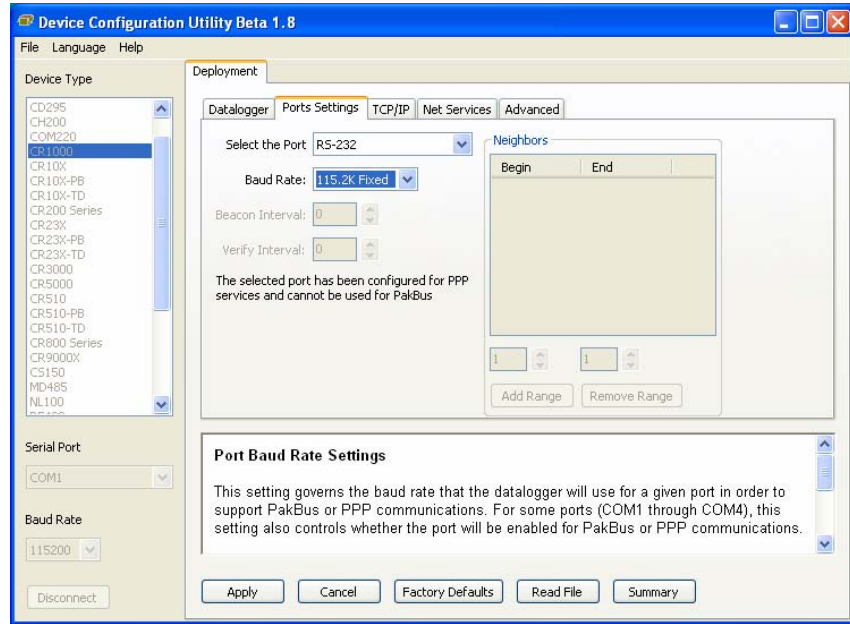 Device Configuration Utility Beta 1.8
File Language Help
Device Type
CD295
CH200
COM220
CR1000
CR10X
CR10X-PB
CR10X-TD
CR200 Series
CR23X
CR23X-PB
CR23X-TD
CR3000
CR5000
CR510
CR510-PB
CR510-TD
CR800 Series
CR9000X
CS150
MD485
NL100
Serial Port
COM1
Baud Rate
115200
Disconnect
Deployment
Datalogger Ports Settings TCP/IP Net Services Advanced
Select the Port RS-232
Baud Rate: 115.2K Fixed
Beacon Interval: 0
Verify Interval: 0
The selected port has been configured for PPP
services and cannot be used for PakBus
Neighbors
Begin End
1 1
Add Range Remove Range
Port Baud Rate Settings
This setting governs the baud rate that the datalogger will use for a given port in order to
support PakBus or PPP communications. For some ports (COM1 through COM4), this
setting also controls whether the port will be enabled for PakBus or PPP communications.
Apply Cancel Factory Defaults Read File Summary